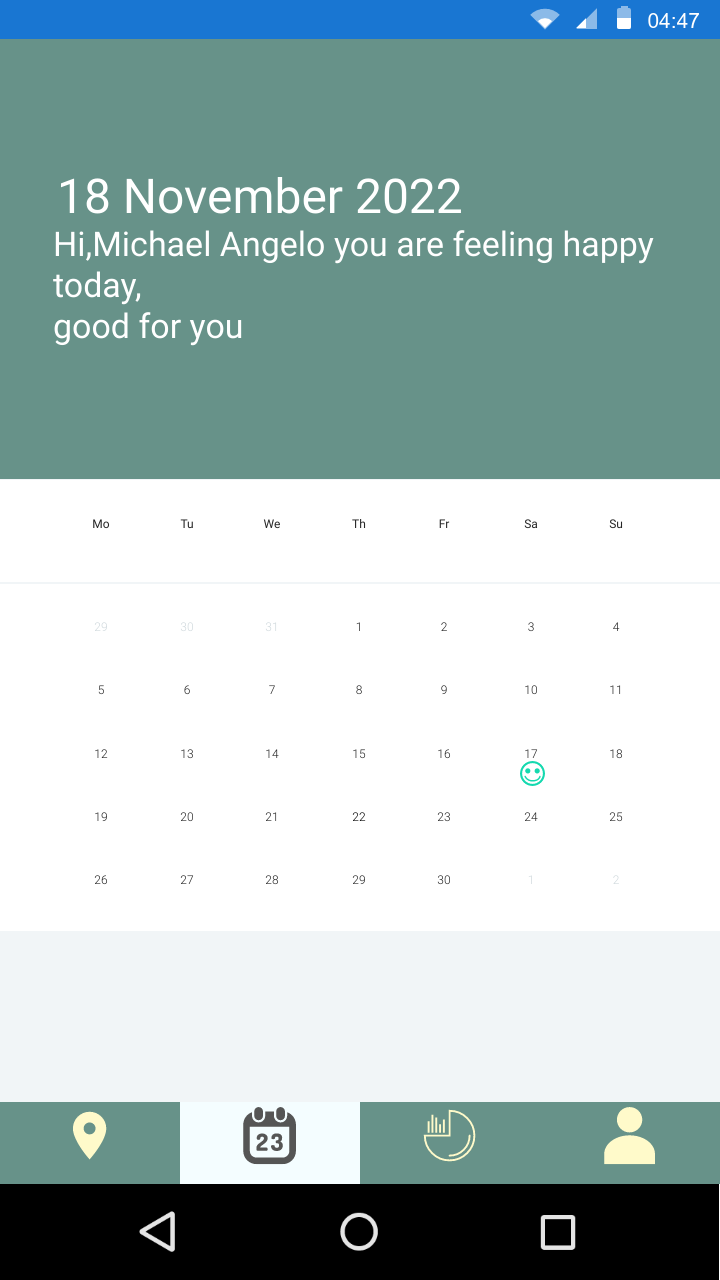 04:47
18 November 2022
Hi,Michael Angelo you are feeling happy
today,
good for you
Mo Tu We Th Fr Sa Su
29 30 31 1 2 3 4
5 6 7 8 9 10 11
12 13 14 15 16 17 18
19 20 21 22 23 24 25
26 27 28 29 30 1 2
23